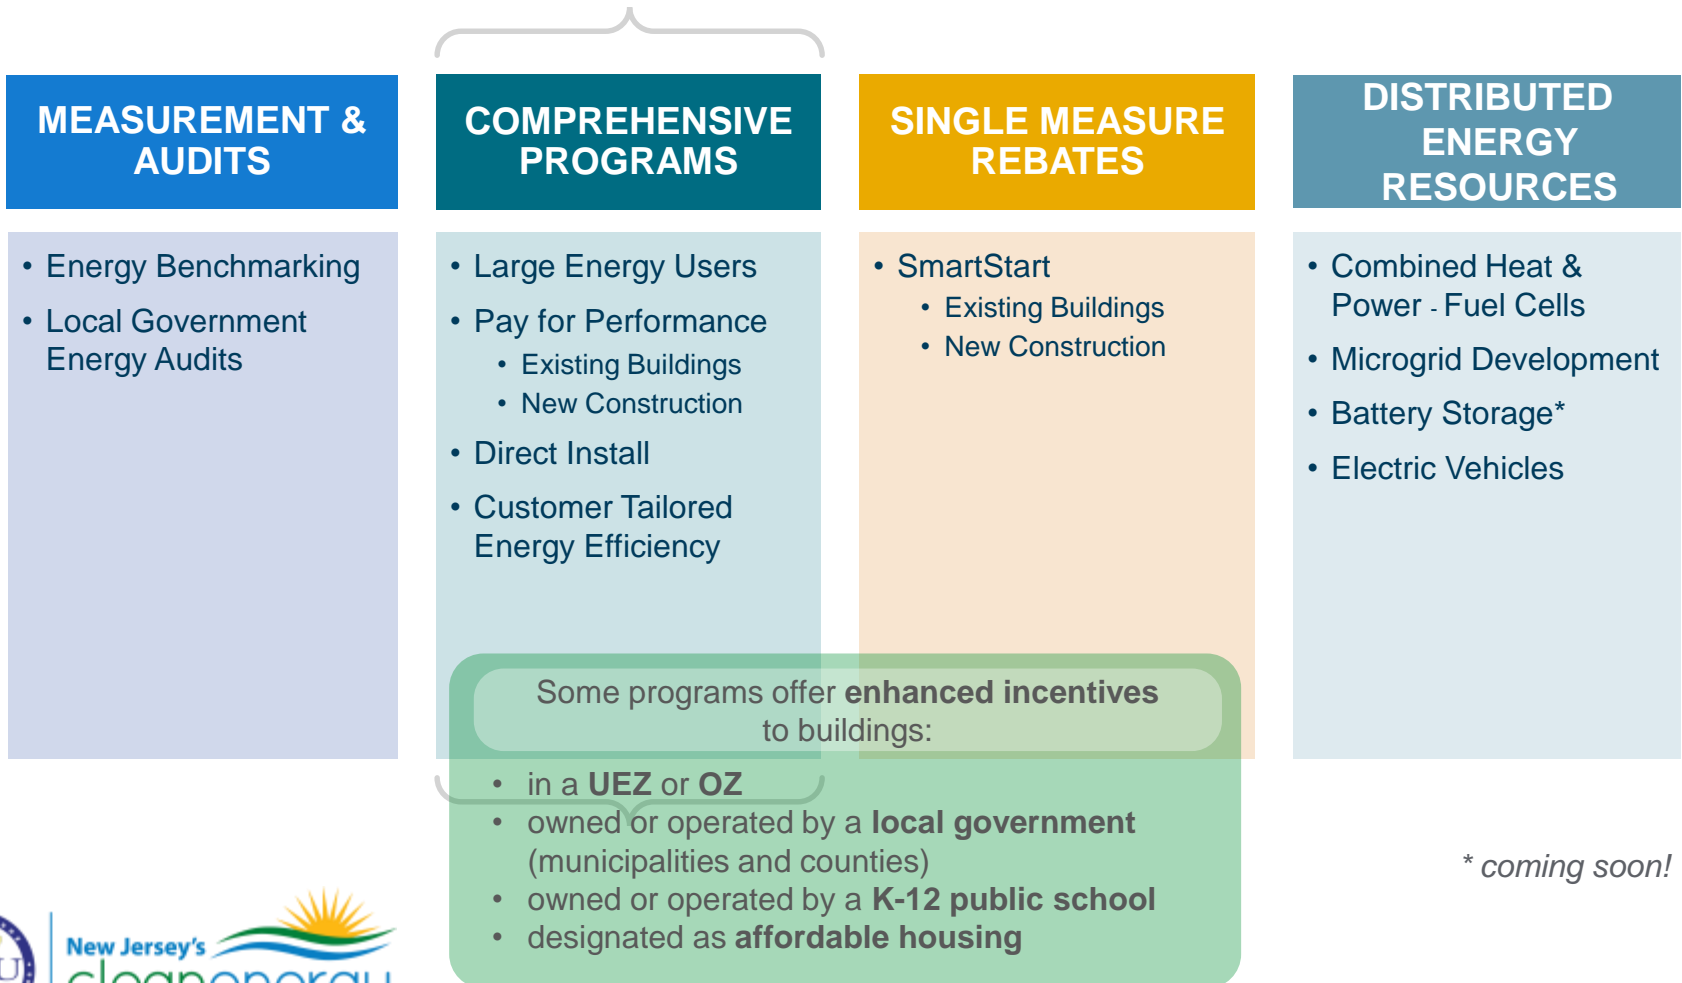 MEASUREMENT &
AUDITS
• Energy Benchmarking
• Local Government
Energy Audits
COMPREHENSIVE
PROGRAMS
• Large Energy Users
• Pay for Performance
• Existing Buildings
• New Construction
• Direct Install
• Customer Tailored
Energy Efficiency
SINGLE MEASURE
REBATES
• SmartStart
• Existing Buildings
• New Construction
DISTRIBUTED
ENERGY
RESOURCES
• Combined Heat &
Power - Fuel Cells
• Microgrid Development
• Battery Storage*
• Electric Vehicles
Some programs offer enhanced incentives
to buildings:
• in a UEZ or OZ
• owned or operated by a local government
(municipalities and counties)
• owned or operated by a K-12 public school
• designated as affordable housing
* coming soon!
New Jersey's
cleanenergy